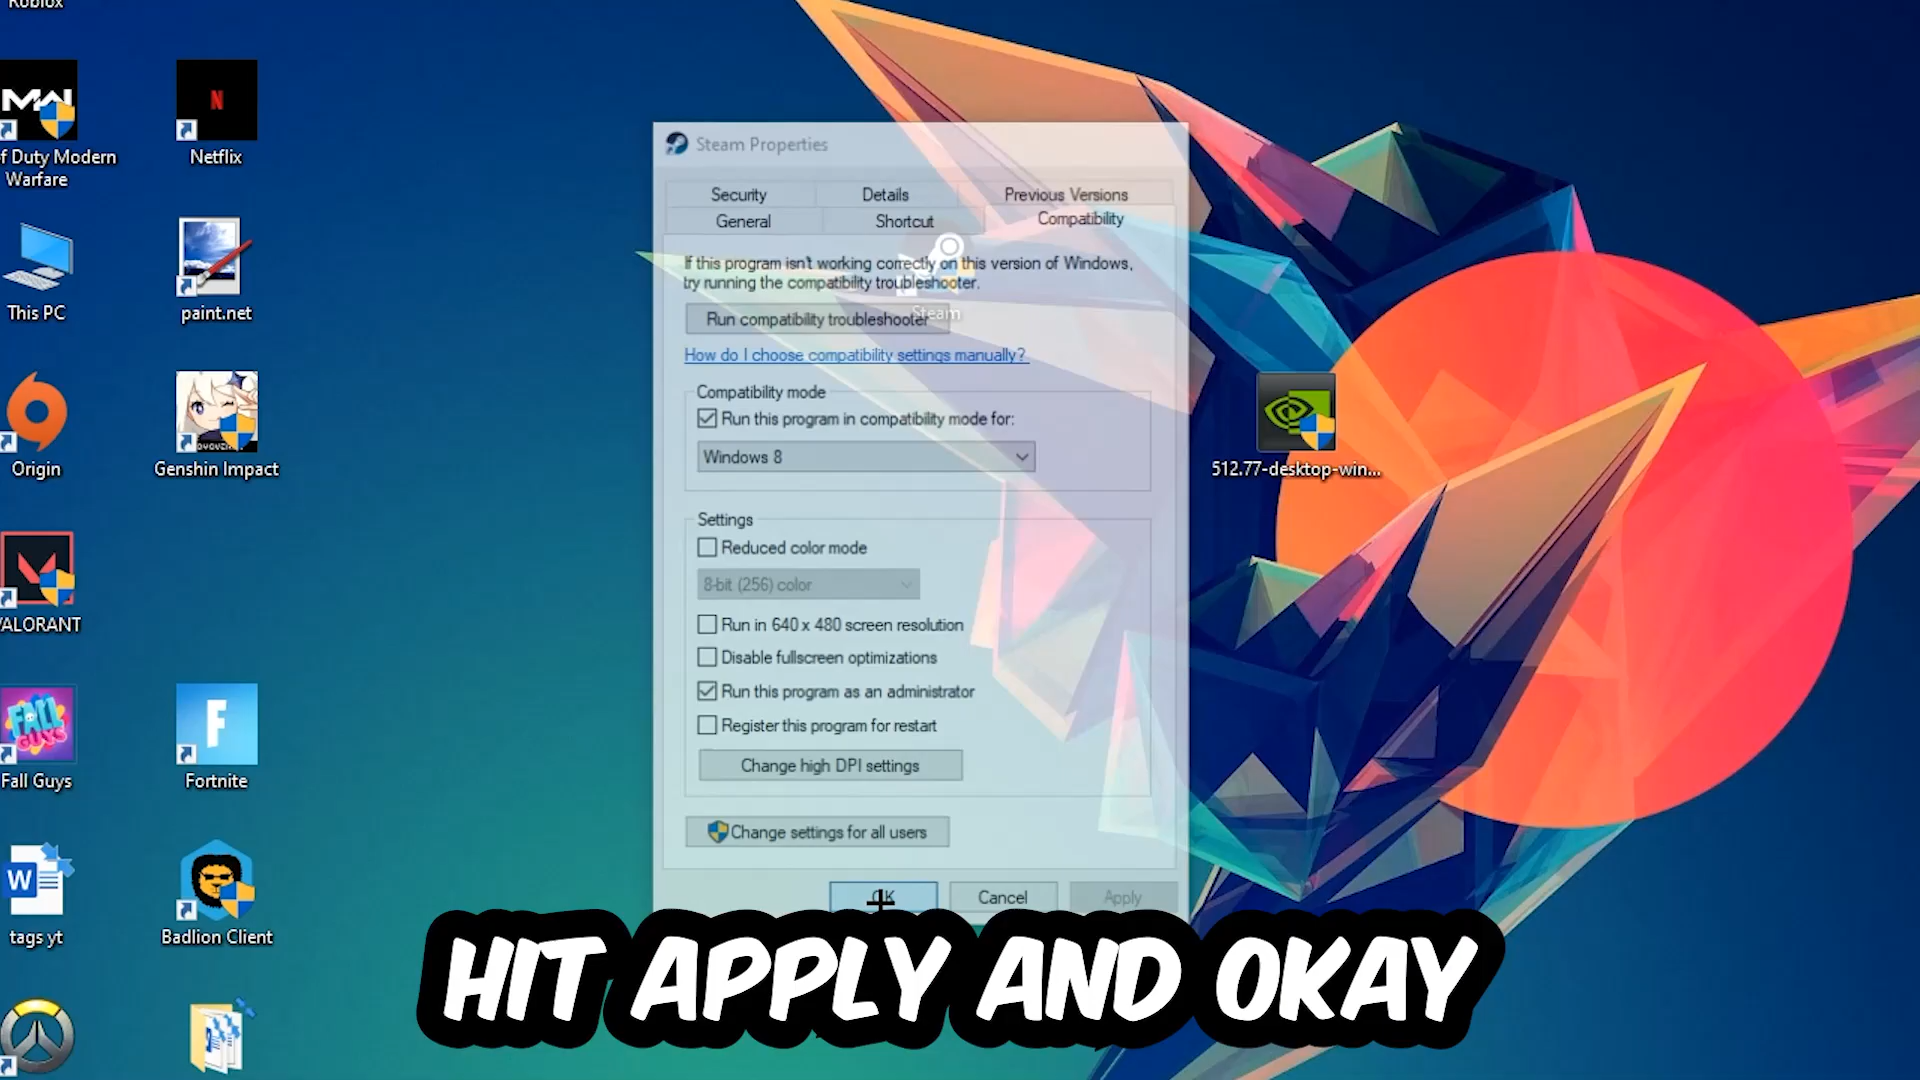 Roblox
MW
N
of Duty Modern
Warfare
Netflix
This PC
paint.net
Origin
Genshin Impact
VALORANT
FALL
GUYS
Fall Guys
F
Fortnite
W
tags yt
Badlion Client
Steam Properties
Security
Details
Previous Versions
General
Shortcut
Compatibility
If this program isn't working correctly on this version of Windows,
try running the compatibility troubleshooter.
Run compatibility troubleshooter
Steam
How do I choose compatibility settings manually?
Compatibility mode
Run this program in compatibility mode for:
Windows 8
Settings
Reduced color mode
8-bit (256) color
Run in 640 x 480 screen resolution
Disable fullscreen optimizations
Run this program as an administrator
Register this program for restart
Change high DPI settings
Change settings for all users
OK
Cancel
Apply
512.77-desktop-win...
HIT APPLY AND OKAY